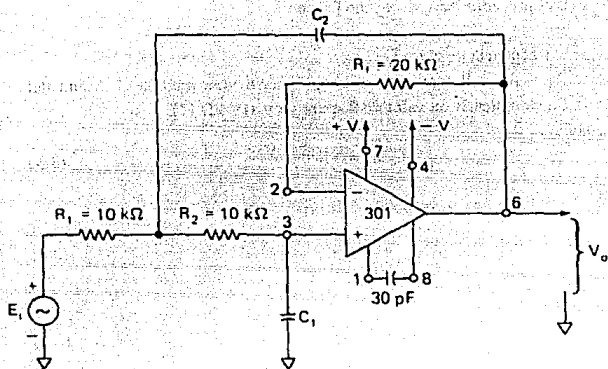 C₂
Rᵢ = 20 kΩ
+ V
– V
7
4
2
–
301
6
R₁ = 10 kΩ
R₂ = 10 kΩ
3
+
Vₒ
1
8
30 pF
+
Eᵢ
–
C₁